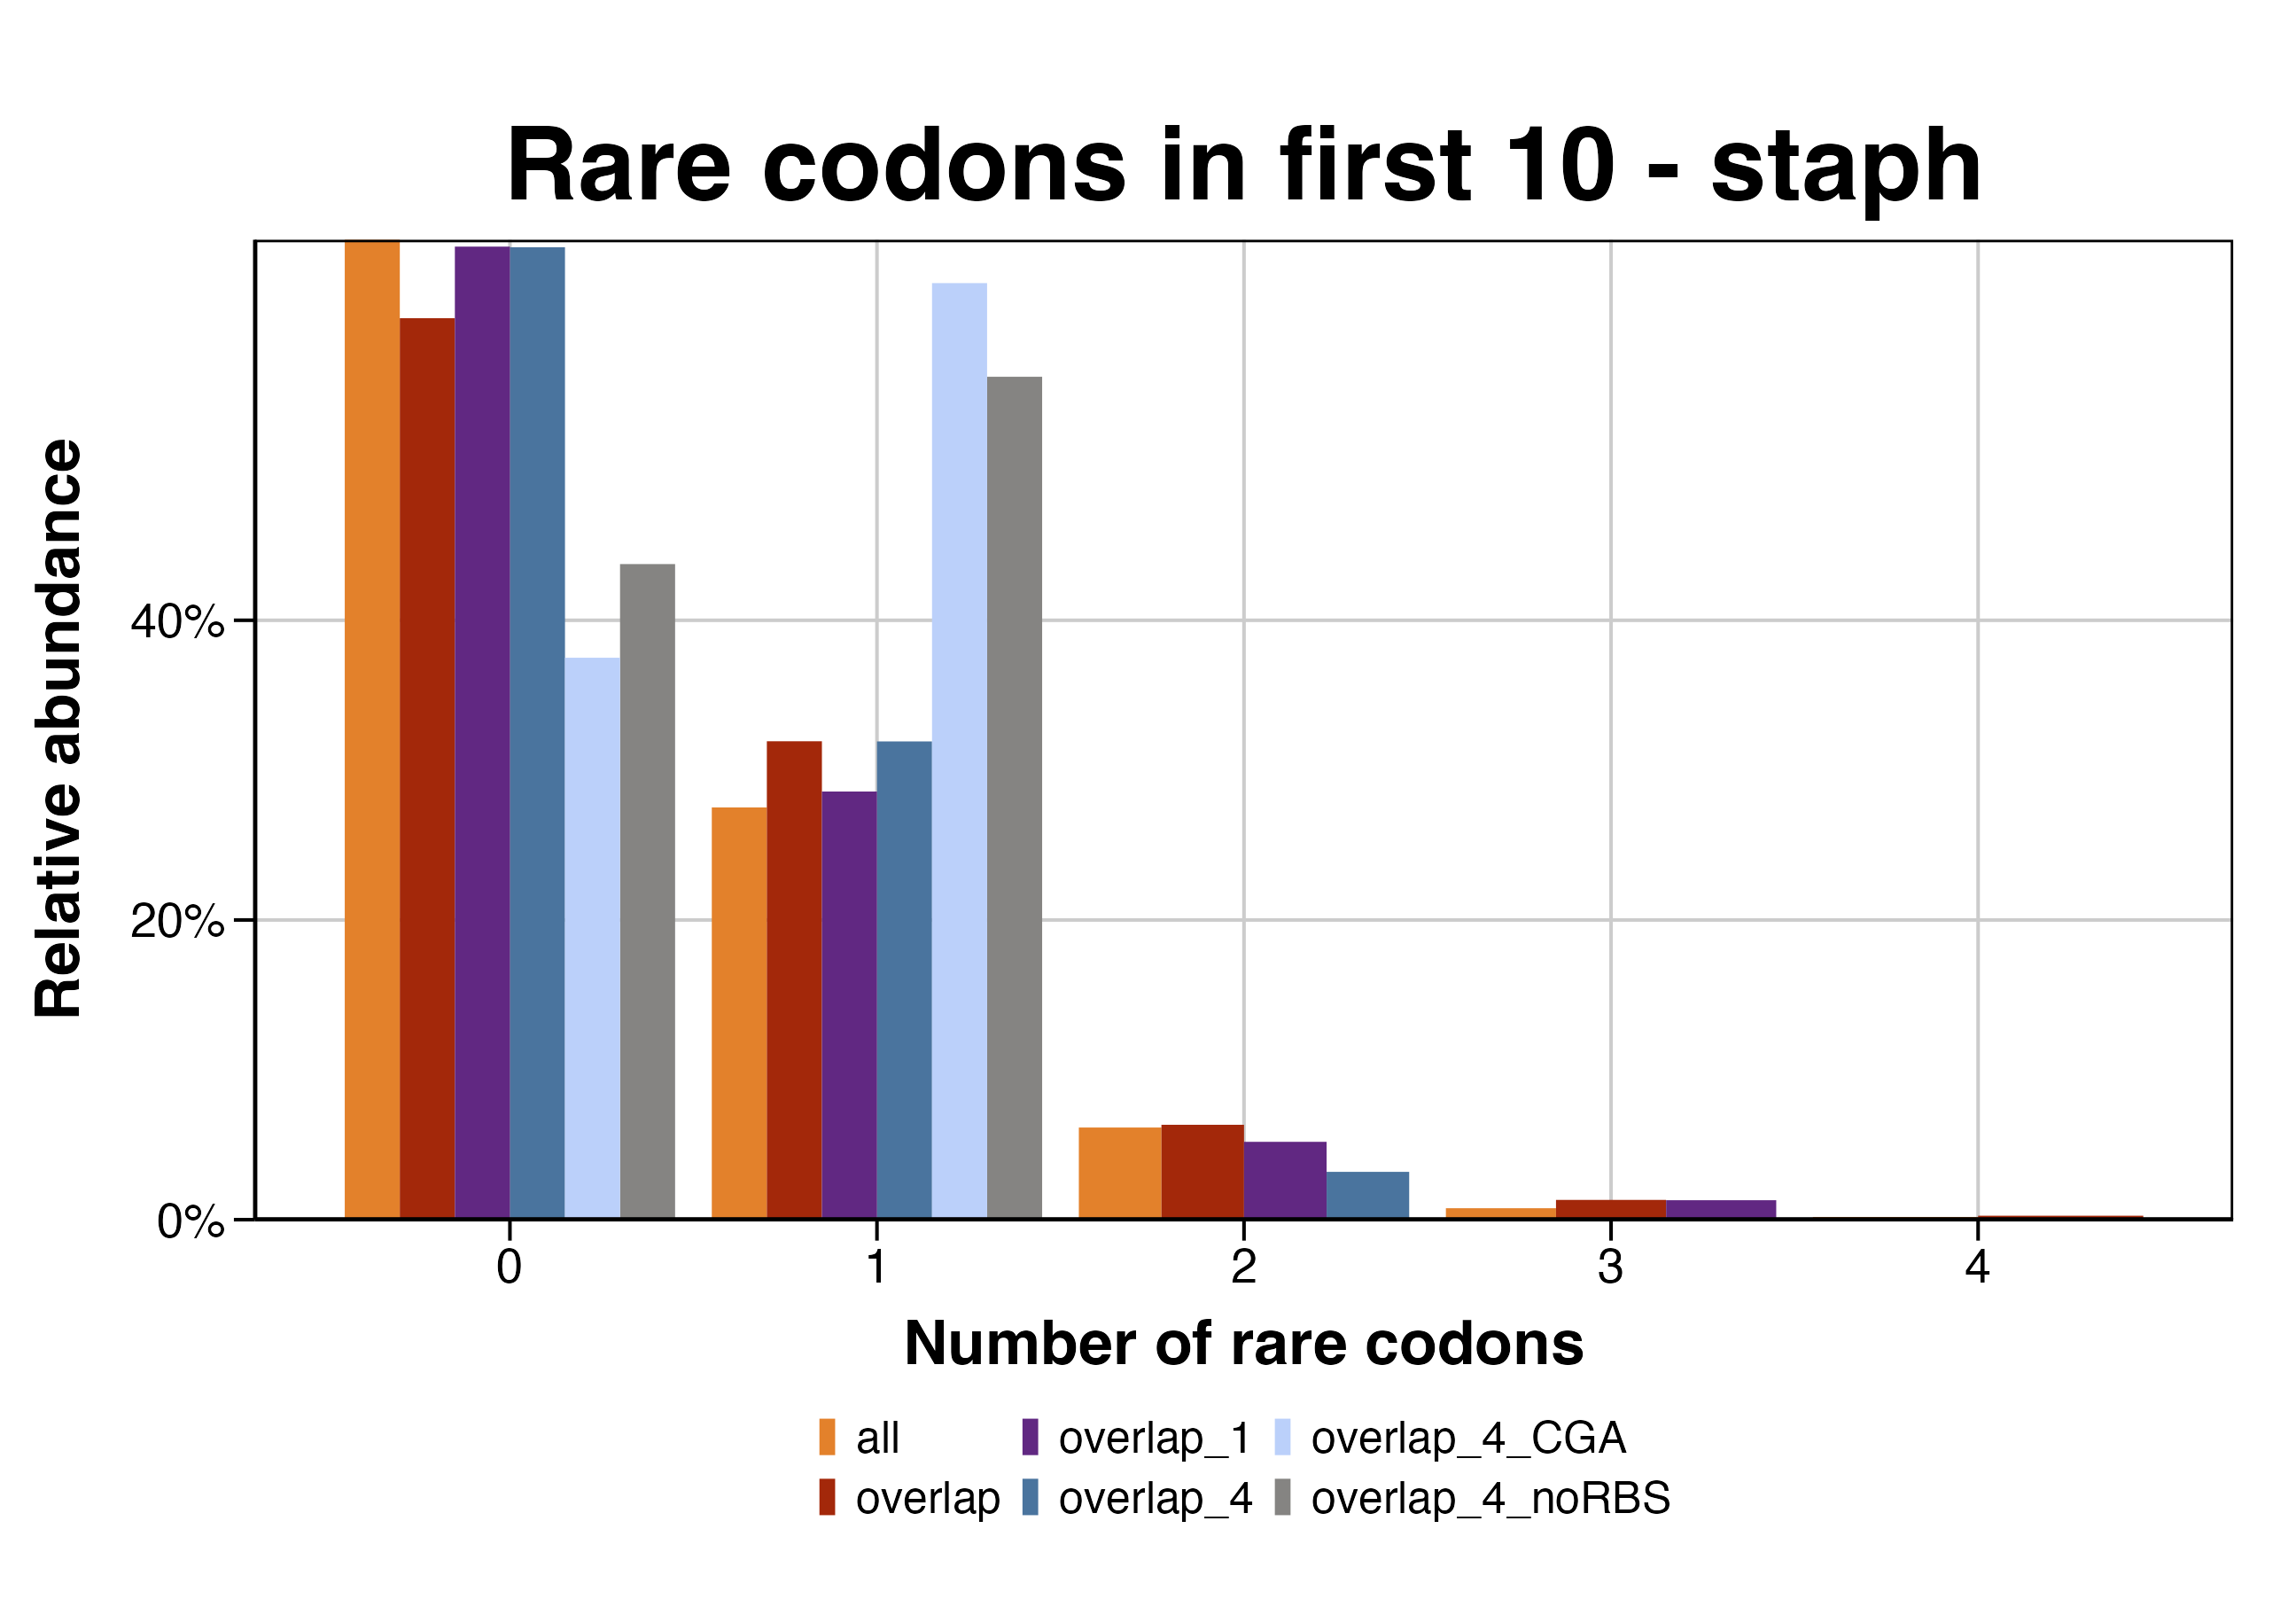 Rare codons in first 10 - staph
Relative abundance
40%
20%
0%
0 1 2 3 4
Number of rare codons
all overlap_1 overlap_4_CGA
overlap overlap_4 overlap_4_noRBS